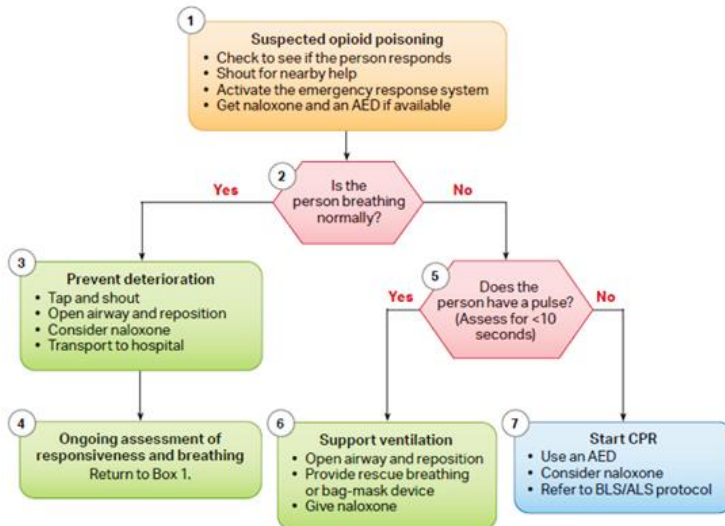 1
Suspected opioid poisoning
• Check to see if the person responds
• Shout for nearby help
• Activate the emergency response system
• Get naloxone and an AED if available
2
Is the
person breathing
normally?
Yes
No
3
Prevent deterioration
• Tap and shout
• Open airway and reposition
• Consider naloxone
• Transport to hospital
4
Ongoing assessment of
responsiveness and breathing
Return to Box 1.
5
Does the
person have a pulse?
(Assess for <10
seconds)
Yes
No
6
Support ventilation
• Open airway and reposition
• Provide rescue breathing
or bag-mask device
• Give naloxone
7
Start CPR
• Use an AED
• Consider naloxone
• Refer to BLS/ALS protocol